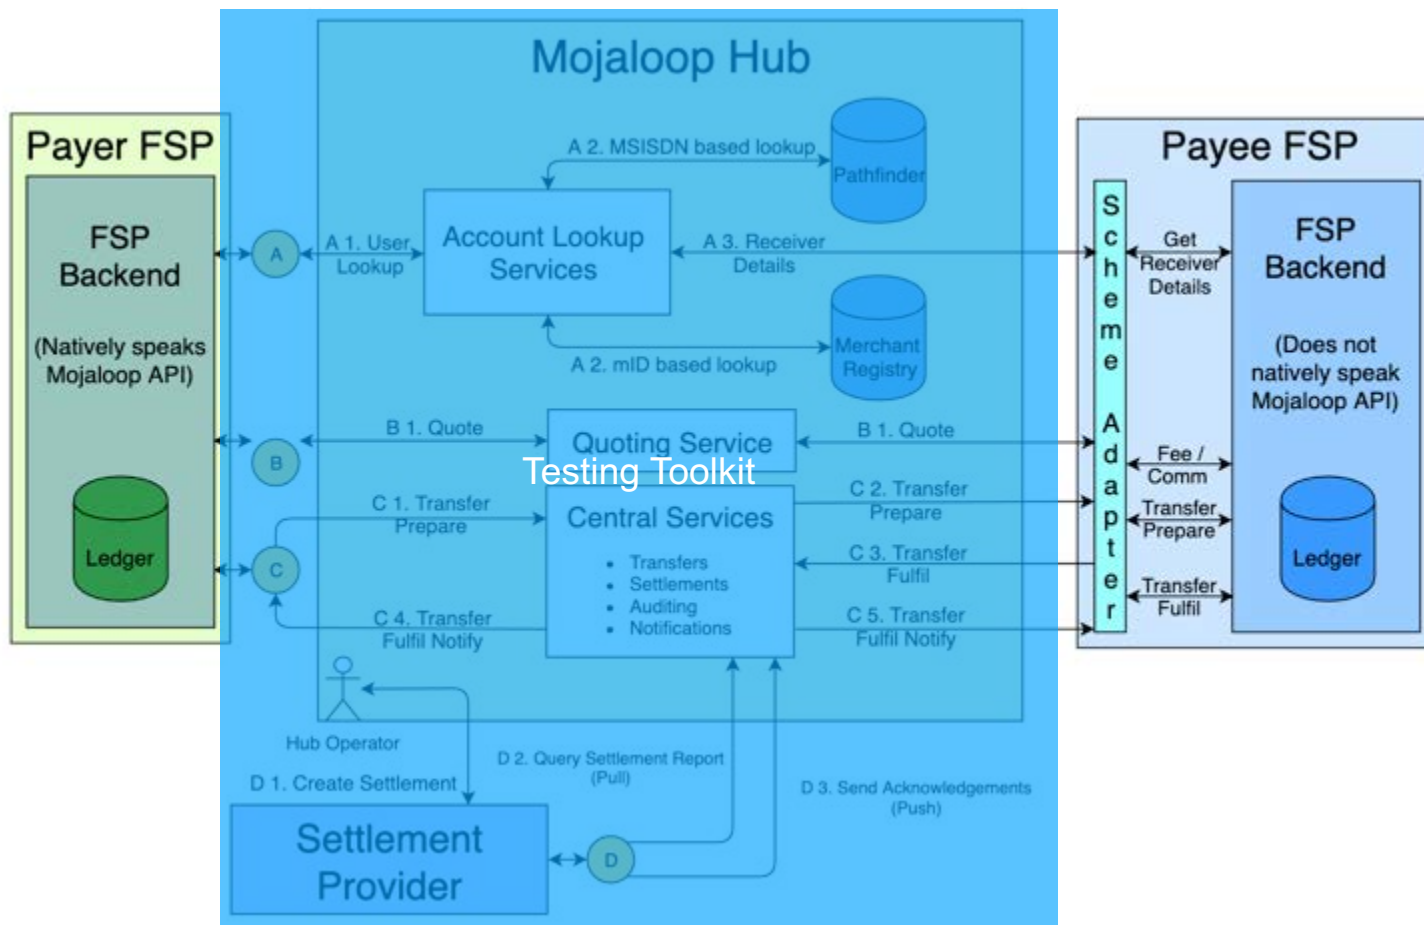 Mojaloop Hub
Payer FSP
FSP
Backend
(Natively speaks
Mojaloop API)
Ledger
A
B
C
A 1. User
Lookup
Account Lookup
Services
A 2. MSISDN based lookup
Pathfinder
A 3. Receiver
Details
A 2. mID based lookup
Merchant
Registry
B 1. Quote
Quoting Service
B 1. Quote
Testing Toolkit
C 1. Transfer
Prepare
Central Services
• Transfers
• Settlements
• Auditing
• Notifications
C 2. Transfer
Prepare
C 3. Transfer
Fulfil
C 4. Transfer
Fulfil Notify
C 5. Transfer
Fulfil Notify
Hub Operator
D 1. Create Settlement
D 2. Query Settlement Report
(Pull)
D 3. Send Acknowledgements
(Push)
Settlement
Provider
D
Payee FSP
Scheme Adapter
Get
Receiver
Details
Fee /
Comm
Transfer
Prepare
Transfer
Fulfil
FSP
Backend
(Does not
natively speak
Mojaloop API)
Ledger